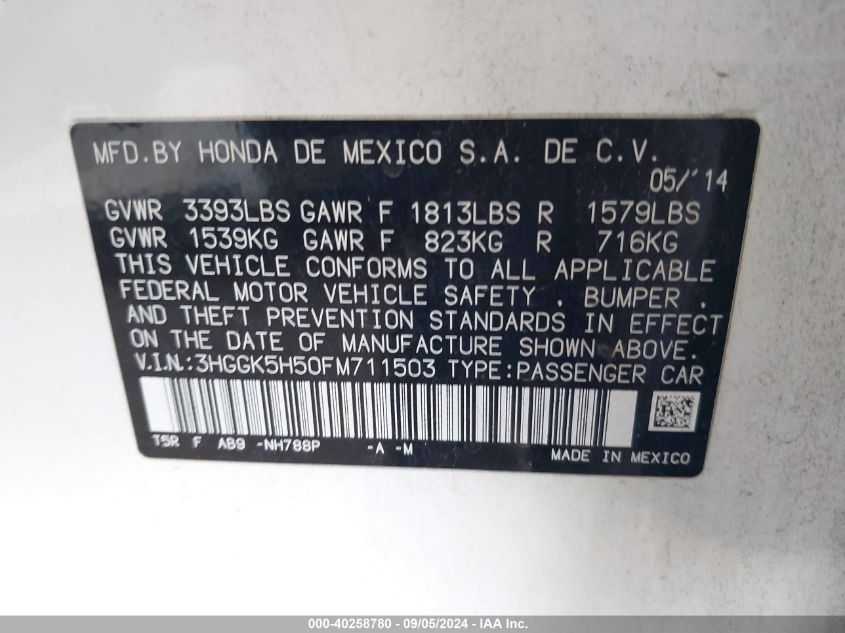 MFD.BY HONDA DE MEXICO S.A. DE C.V.
05/'14
GVWR 3393LBS GAWR F 1813LBS R 1579LBS
GVWR 1539KG GAWR F 823KG R 716KG
THIS VEHICLE CONFORMS TO ALL APPLICABLE
FEDERAL MOTOR VEHICLE SAFETY , BUMPER ,
AND THEFT PREVENTION STANDARDS IN EFFECT
ON THE DATE OF MANUFACTURE SHOWN ABOVE.
V.I.N.:3HGGK5H50FM711503 TYPE:PASSENGER CAR
T5R F AB9 -NH788P -A -M
MADE IN MEXICO
000-40258780 - 09/05/2024 - IAA Inc.